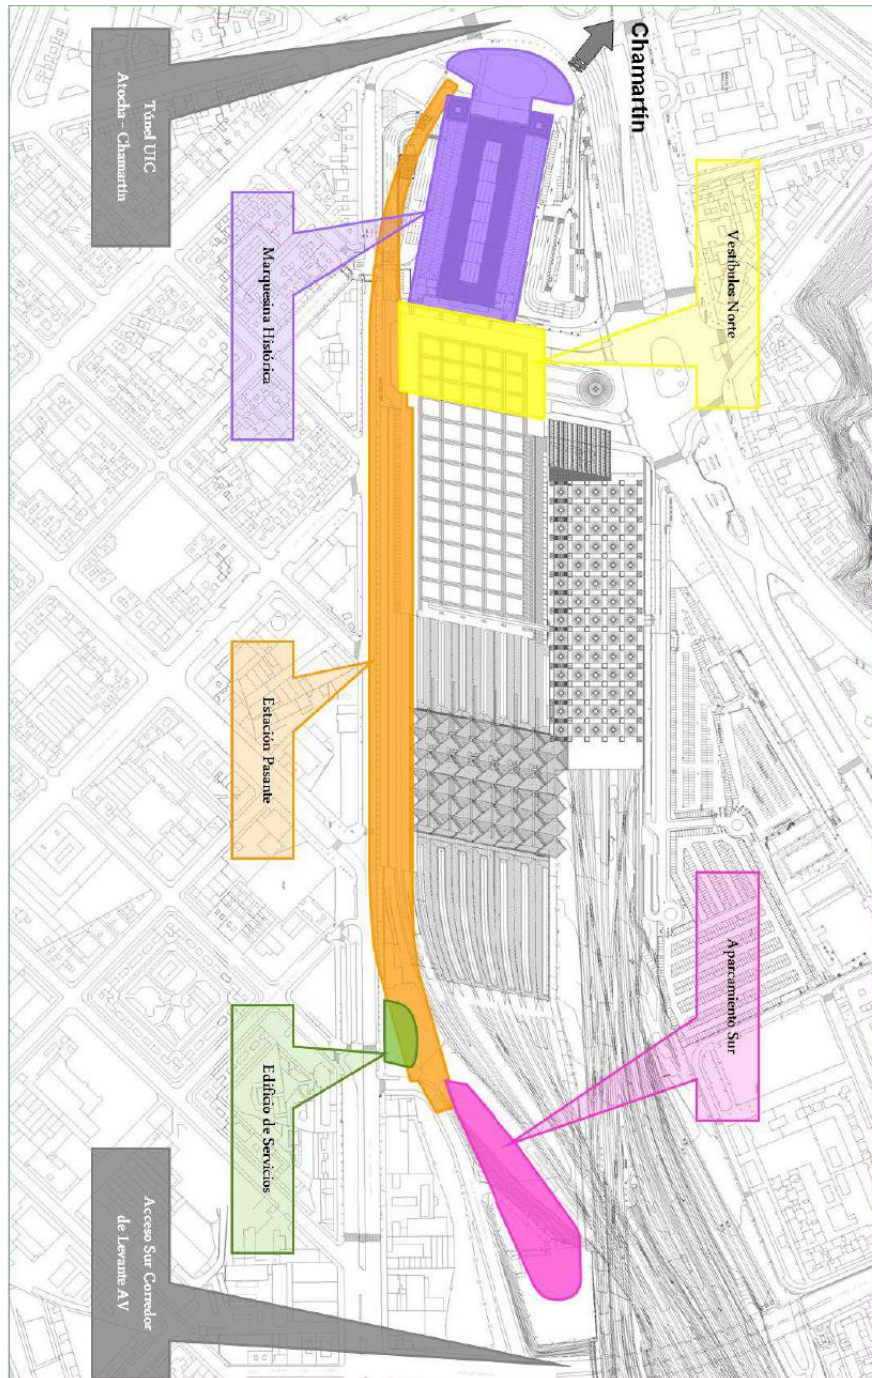 Chamartín
Túnel UIC
Atocha - Chamartín
Vestíbulos Norte
Marquesina Histórica
Estación Pasante
Aparcamiento Sur
Edificio de Servicios
Acceso Sur Corredor
de Levante AV